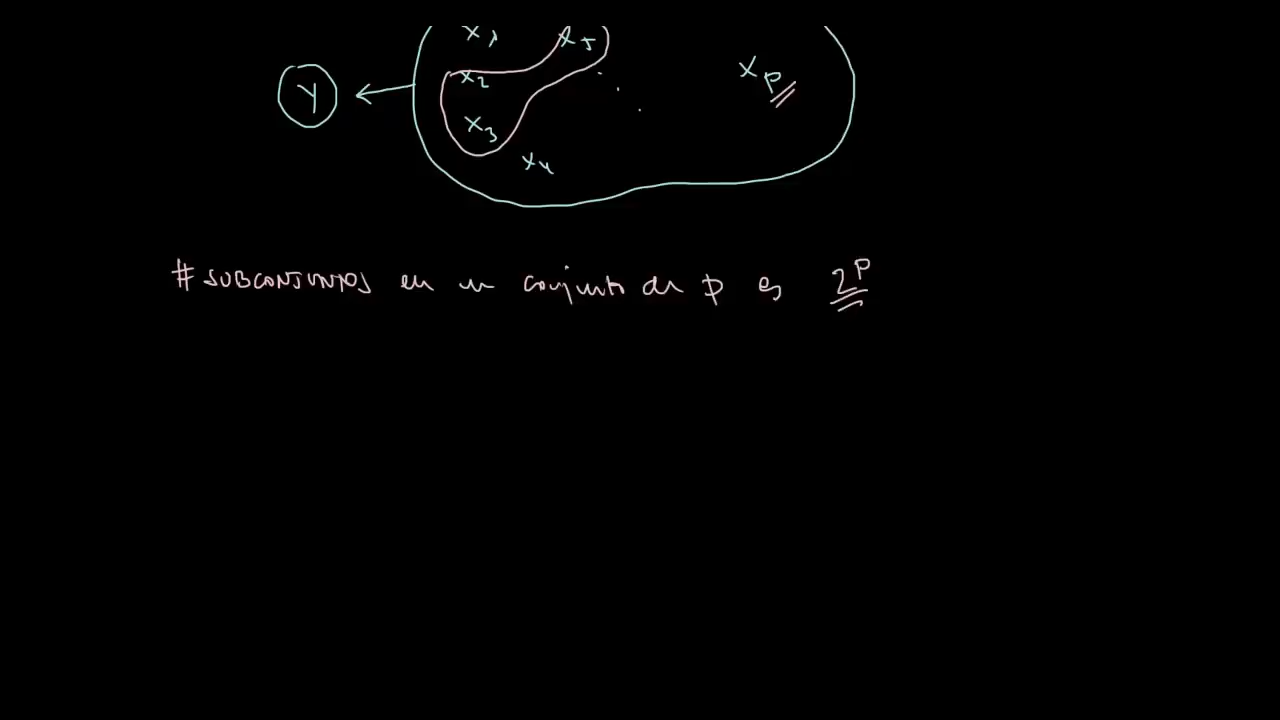 x1 x5
x2 xp
Y
x3
x4
# SUBCONJUNTOS en un conjunto de p es 2^p